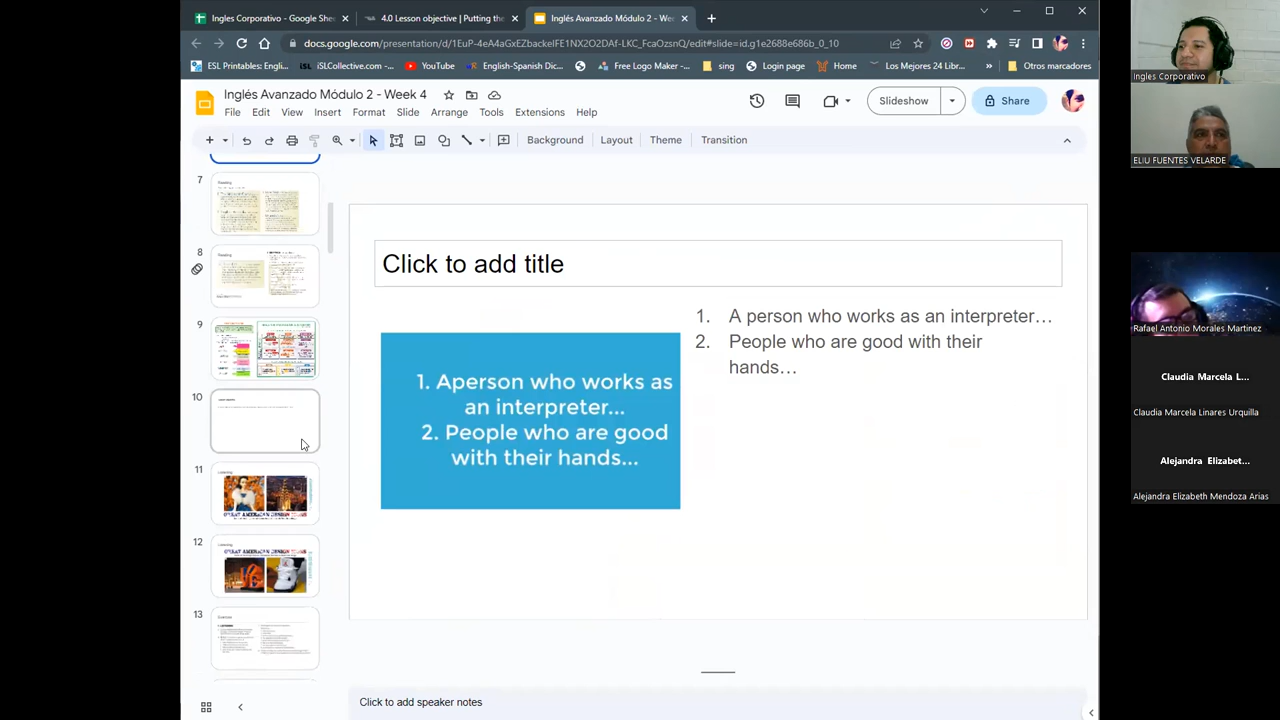 Ingles Corporativo - Google She
4.0 Lesson objective | Putting the
Inglés Avanzado Módulo 2 - We
docs.google.com/presentation/d/1EuP-4eA4aGxEZbackeIFE1NX2O2DAf-LKC_FcaOzsnQ/edit#slide=id.g1e2688e686b_0_10
ESL Printables: Engli...
iSLCollective.com -...
YouTube
English-Spanish Dic...
Free Logo Maker -...
sing
Login page
Home
Los Mejores 24 Libr...
»
Otros marcadores
Inglés Avanzado Módulo 2 - Week 4
File Edit View Insert Format Slide Arrange Tools Extensions Help
Slideshow
Share
Background Layout Theme Transition
7
8
9
10
11
12
13
Click to add title
1. Aperson who works as
an interpreter...
2. People who are good
with their hands...
1. A person who works as an interpreter…
2. People who are good with their
hands…
Click to add speaker notes
Ingles Corporativo
ELIU FUENTES VELARDE
Rafael Antonio Morales Martinez
Claudia Marcela L...
Claudia Marcela Linares Urquilla
Alejandra Elizabet...
Alejandra Elizabeth Mendoza Arias